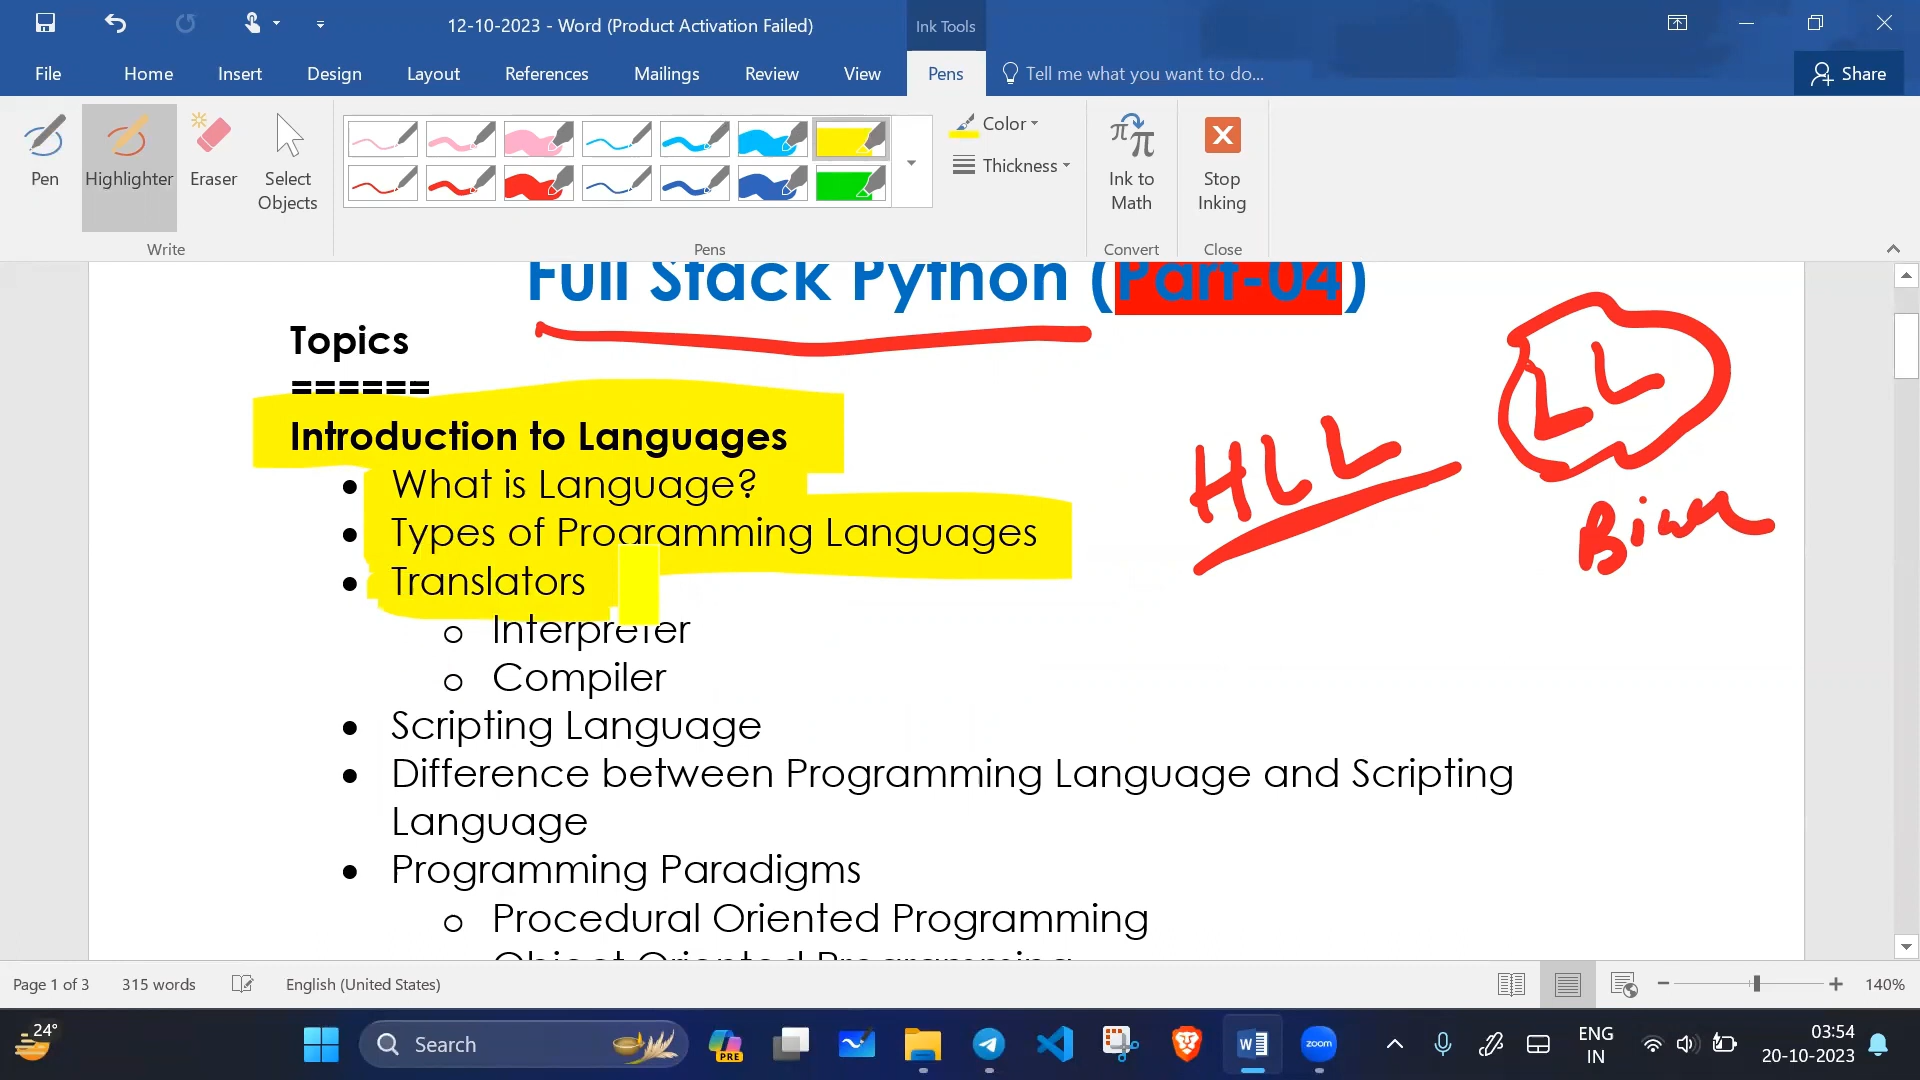 12-10-2023 - Word (Product Activation Failed)
Ink Tools
File Home Insert Design Layout References Mailings Review View Pens Tell me what you want to do... Share
Pen Highlighter Eraser Select Objects
Color
Thickness
Ink to Math
Stop Inking
Write Pens Convert Close
Full Stack Python (Part-04)
Topics
======
Introduction to Languages
• What is Language?
• Types of Programming Languages
• Translators
o Interpreter
o Compiler
• Scripting Language
• Difference between Programming Language and Scripting
Language
• Programming Paradigms
o Procedural Oriented Programming
Object Oriented Programming
HLL
LL
Page 1 of 3 315 words English (United States) 140%
24° Search PRE zoom ENG IN 03:54 20-10-2023